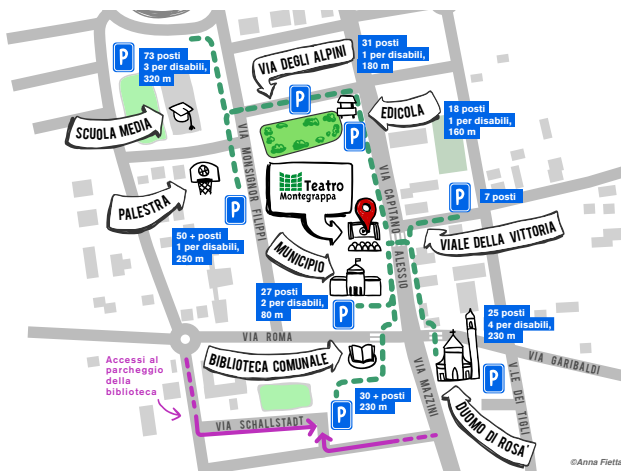 73 posti
3 per disabili,
320 m
P
VIA DEGLI ALPINI
31 posti
1 per disabili,
180 m
P
P
EDICOLA
18 posti
1 per disabili,
160 m
SCUOLA MEDIA
VIA MONSIGNOR FILIPPI
VIA CAPITANO ALESSIO
Teatro
Montegrappa
PALESTRA
P
50 + posti
1 per disabili,
250 m
P
7 posti
VIALE DELLA VITTORIA
MUNICIPIO
27 posti
2 per disabili,
80 m
P
25 posti
4 per disabili,
230 m
P
VIA ROMA
BIBLIOTECA COMUNALE
VIA GARIBALDI
Accessi al
parcheggio
della
biblioteca
30 + posti
230 m
P
VIA MAZZINI
V.LE DEI TIGLI
DUOMO DI ROSA'
VIA SCHALLSTADT
©Anna Fietta